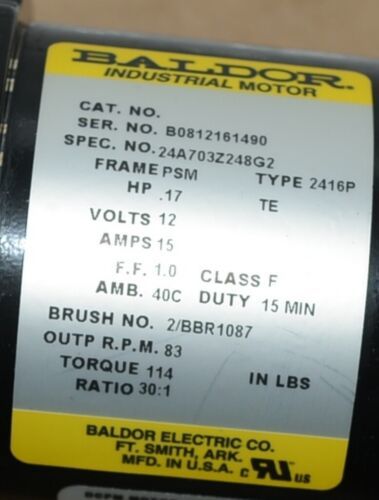 BALDOR
INDUSTRIAL MOTOR
CAT. NO.
SER. NO. B0812161490
SPEC. NO. 24A703Z248G2
FRAME PSM TYPE 2416P
HP .17 TE
VOLTS 12
AMPS 15
F.F. 1.0 CLASS F
AMB. 40C DUTY 15 MIN
BRUSH NO. 2/BBR1087
OUTP R.P.M. 83
TORQUE 114 IN LBS
RATIO 30:1
BALDOR ELECTRIC CO.
FT. SMITH, ARK.
MFD. IN U.S.A. c RU us